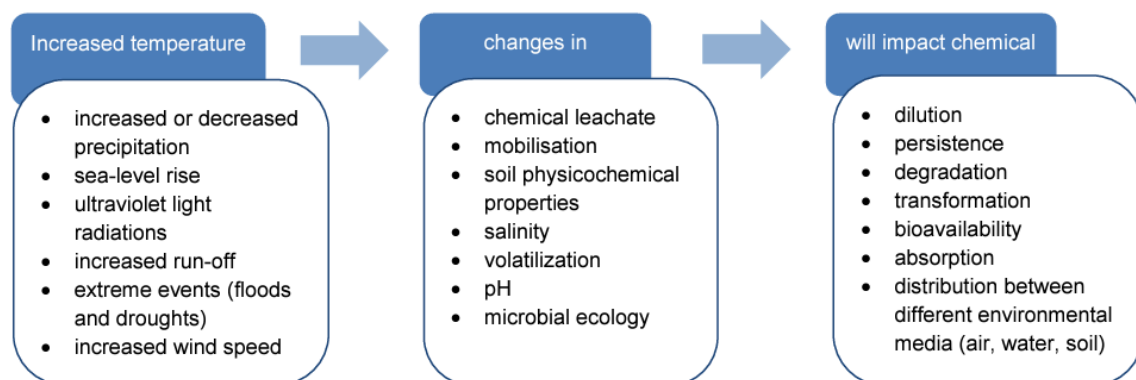 Increased temperature
increased or decreased
precipitation
sea-level rise
ultraviolet light
radiations
increased run-off
extreme events (floods
and droughts)
increased wind speed
changes in
chemical leachate
mobilisation
soil physicochemical
properties
salinity
volatilization
pH
microbial ecology
will impact chemical
dilution
persistence
degradation
transformation
bioavailability
absorption
distribution between
different environmental
media (air, water, soil)